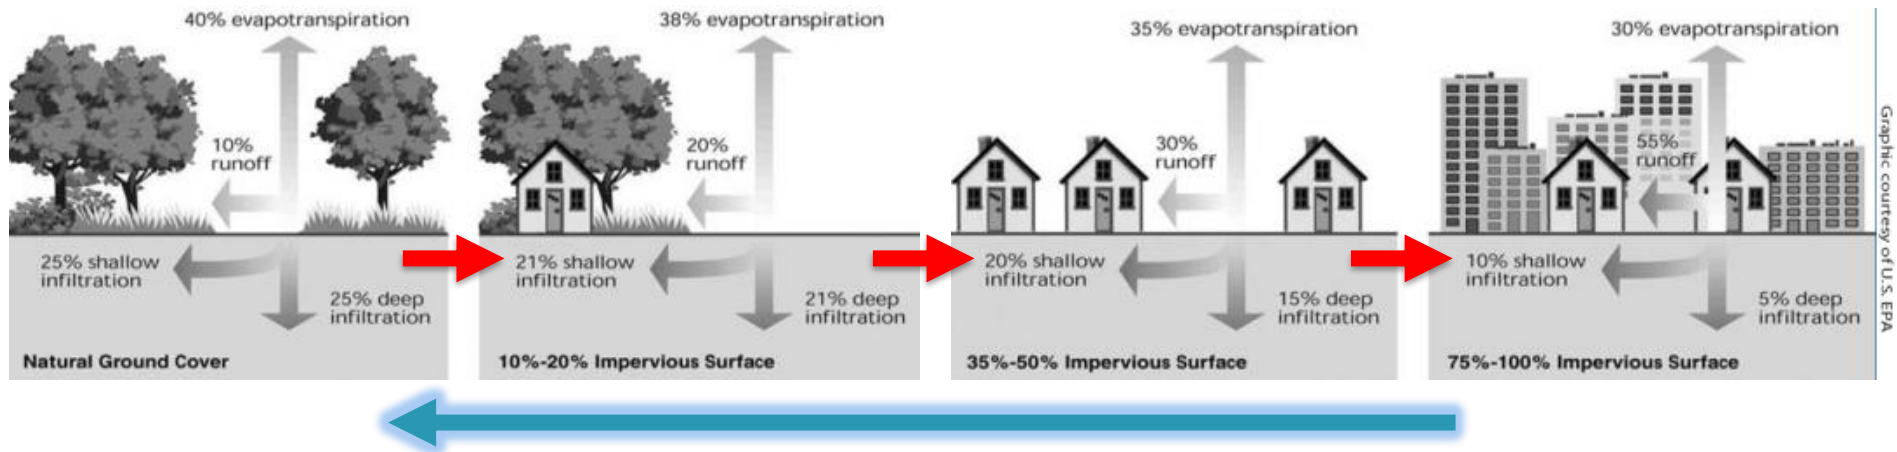 40% evapotranspiration
10%
runoff
25% shallow
infiltration
25% deep
infiltration
Natural Ground Cover
38% evapotranspiration
20%
runoff
21% shallow
infiltration
21% deep
infiltration
10%-20% Impervious Surface
35% evapotranspiration
30%
runoff
20% shallow
infiltration
15% deep
infiltration
35%-50% Impervious Surface
30% evapotranspiration
55%
runoff
10% shallow
infiltration
5% deep
infiltration
75%-100% Impervious Surface
Graphic courtesy of U.S. EPA